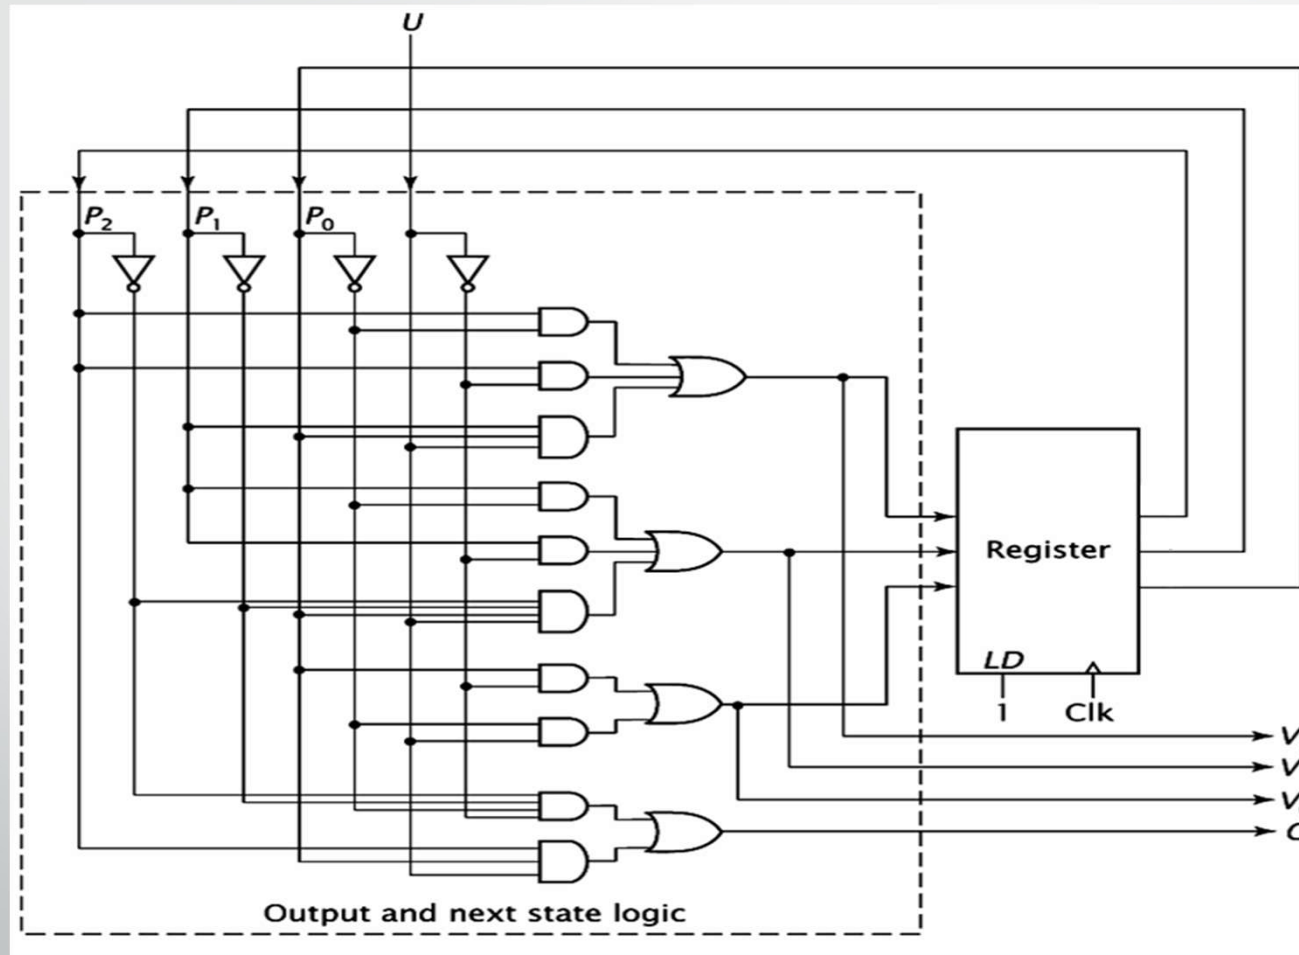 U
P2
P1
P0
Register
LD
1
Clk
V
V
V
Output and next state logic